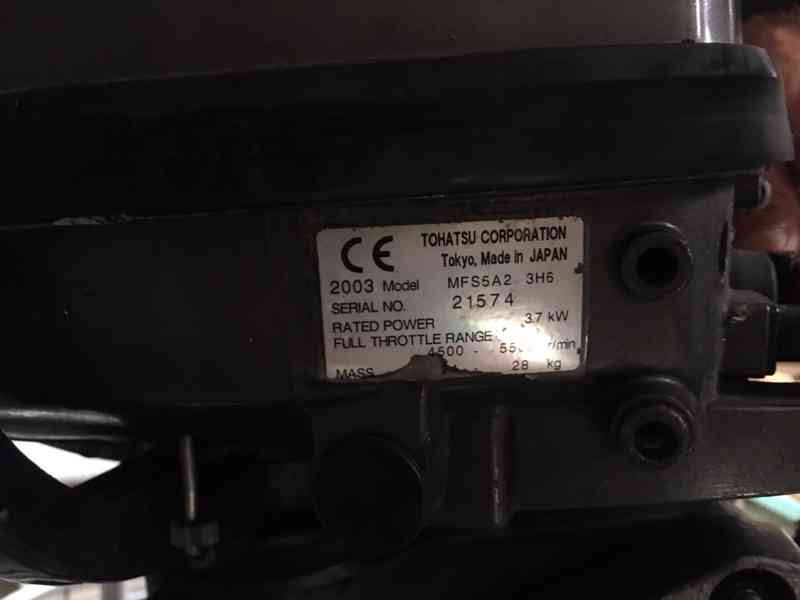 CE TOHATSU CORPORATION
Tokyo, Made in JAPAN
2003 Model MFS5A2 3H6
SERIAL NO. 21574
RATED POWER 3.7 kW
FULL THROTTLE RANGE
4500 - r/min
MASS 28 kg